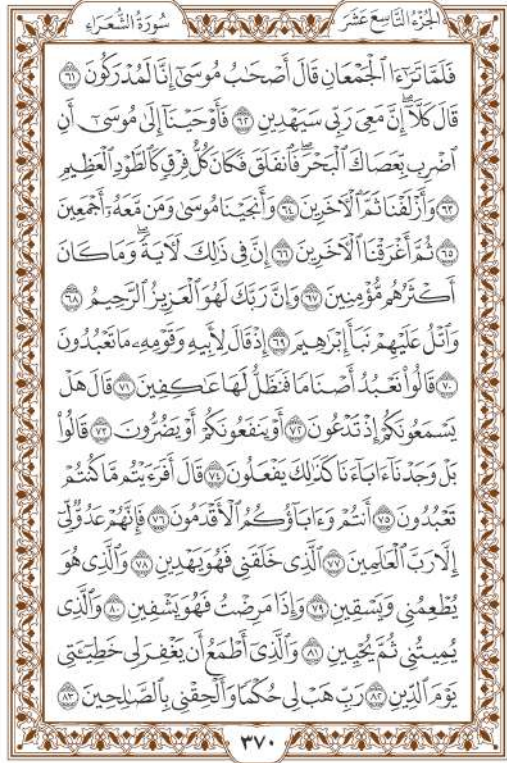 الجزء التاسع عشر
سورة الشعراء
فَلَمَّا تَرَٰٓءَا ٱلْجَمْعَانِ قَالَ أَصْحَٰبُ مُوسَىٰٓ إِنَّا لَمُدْرَكُونَ ٦١
قَالَ كَلَّآۖ إِنَّ مَعِىَ رَبِّى سَيَهْدِينِ ٦٢ فَأَوْحَيْنَآ إِلَىٰ مُوسَىٰٓ أَنِ
ٱضْرِب بِّعَصَاكَ ٱلْبَحْرَۖ فَٱنفَلَقَ فَكَانَ كُلُّ فِرْقٍ كَٱلطَّوْدِ ٱلْعَظِيمِ
٦٣ وَأَزْلَفْنَا ثَمَّ ٱلْءَاخَرِينَ ٦٤ وَأَنجَيْنَا مُوسَىٰ وَمَن مَّعَهُۥٓ أَجْمَعِينَ
٦٥ ثُمَّ أَغْرَقْنَا ٱلْءَاخَرِينَ ٦٦ إِنَّ فِى ذَٰلِكَ لَءَايَةًۖ وَمَا كَانَ
أَكْثَرُهُم مُّؤْمِنِينَ ٦٧ وَإِنَّ رَبَّكَ لَهُوَ ٱلْعَزِيزُ ٱلرَّحِيمُ ٦٨
وَٱتْلُ عَلَيْهِمْ نَبَأَ إِبْرَٰهِيمَ ٦٩ إِذْ قَالَ لِأَبِيهِ وَقَوْمِهِۦ مَا تَعْبُدُونَ
٧٠ قَالُوا۟ نَعْبُدُ أَصْنَامًا فَنَظَلُّ لَهَا عَٰكِفِينَ ٧١ قَالَ هَلْ
يَسْمَعُونَكُمْ إِذْ تَدْعُونَ ٧٢ أَوْ يَنفَعُونَكُمْ أَوْ يَضُرُّونَ ٧٣ قَالُوا۟
بَلْ وَجَدْنَآ ءَابَآءَنَا كَذَٰلِكَ يَفْعَلُونَ ٧٤ قَالَ أَفَرَءَيْتُم مَّا كُنتُمْ
تَعْبُدُونَ ٧٥ أَنتُمْ وَءَابَآؤُكُمُ ٱلْأَقْدَمُونَ ٧٦ فَإِنَّهُمْ عَدُوٌّ لِّىٓ
إِلَّا رَبَّ ٱلْعَٰلَمِينَ ٧٧ ٱلَّذِى خَلَقَنِى فَهُوَ يَهْدِينِ ٧٨ وَٱلَّذِى هُوَ
يُطْعِمُنِى وَيَسْقِينِ ٧٩ وَإِذَا مَرِضْتُ فَهُوَ يَشْفِينِ ٨٠ وَٱلَّذِى
يُمِيتُنِى ثُمَّ يُحْيِينِ ٨١ وَٱلَّذِىٓ أَطْمَعُ أَن يَغْفِرَ لِى خَطِيٓـَٔتِى
يَوْمَ ٱلدِّينِ ٨٢ رَبِّ هَبْ لِى حُكْمًا وَأَلْحِقْنِى بِٱلصَّٰلِحِينَ ٨٣
٣٧٠